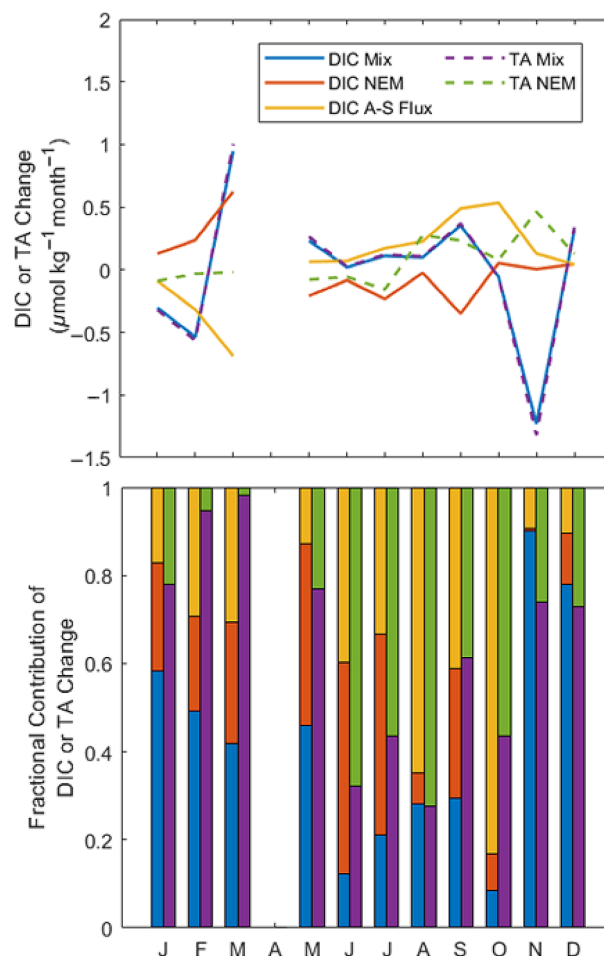 2
1.5
1
0.5
0
−0.5
−1
−1.5
DIC or TA Change
(μmol kg⁻¹ month⁻¹)
DIC Mix
DIC NEM
DIC A-S Flux
TA Mix
TA NEM
1
0.8
0.6
0.4
0.2
0
Fractional Contribution of
DIC or TA Change
J F M A M J J A S O N D